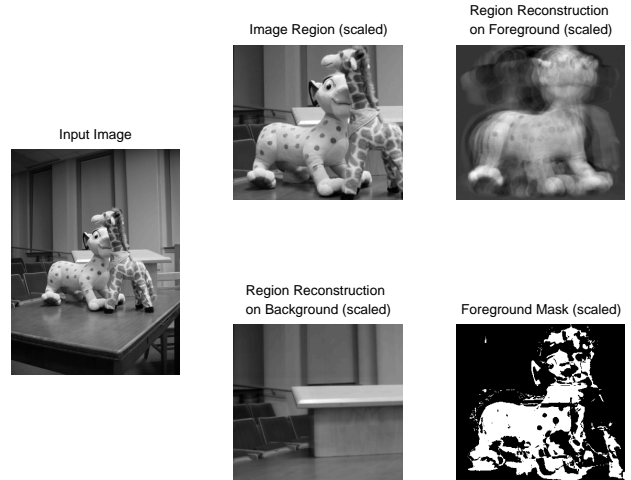 Input Image
Image Region (scaled)
Region Reconstruction
on Foreground (scaled)
Region Reconstruction
on Background (scaled)
Foreground Mask (scaled)